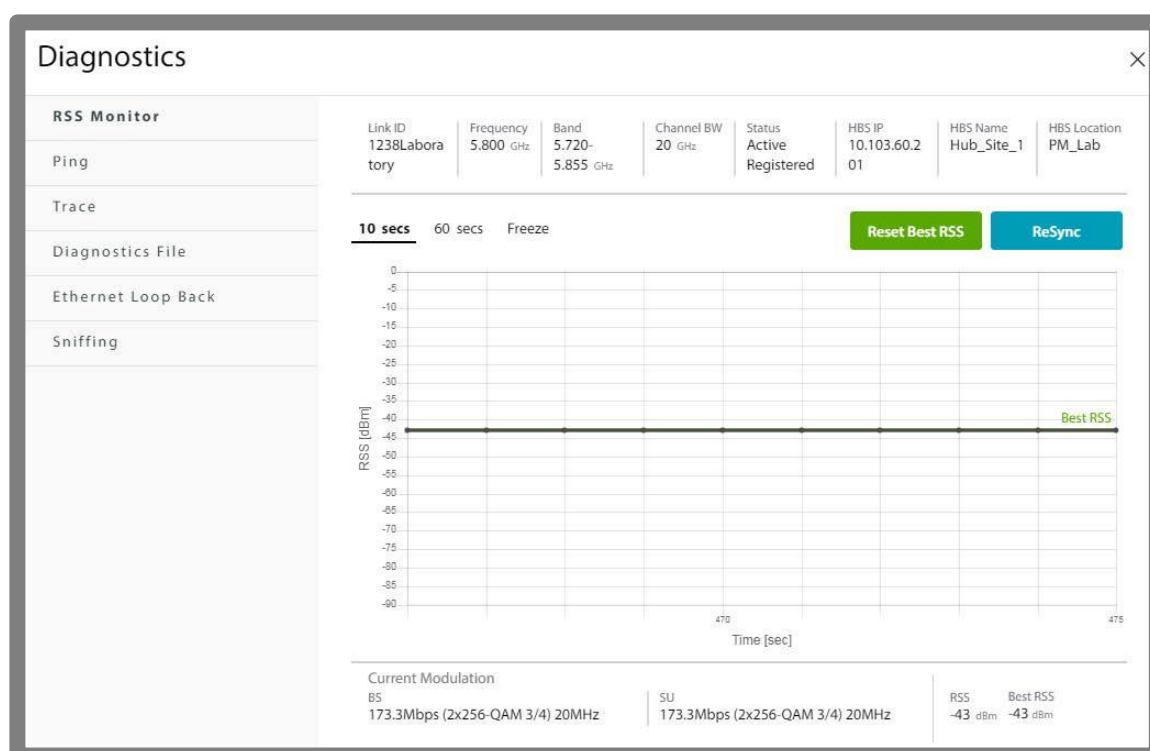 Diagnostics
RSS Monitor
Ping
Trace
Diagnostics File
Ethernet Loop Back
Sniffing
Link ID
1238Labora
tory
Frequency
5.800 GHz
Band
5.720-
5.855 GHz
Channel BW
20 GHz
Status
Active
Registered
HBS IP
10.103.60.2
01
HBS Name
Hub_Site_1
HBS Location
PM_Lab
10 secs 60 secs Freeze
Reset Best RSS
ReSync
0
-5
-10
-15
-20
-25
-30
-35
-40
-45
-50
-55
-60
-65
-70
-75
-80
-85
-90
RSS [dBm]
Best RSS
470 475
Time [sec]
Current Modulation
BS
173.3Mbps (2x256-QAM 3/4) 20MHz
SU
173.3Mbps (2x256-QAM 3/4) 20MHz
RSS
-43 dBm
Best RSS
-43 dBm